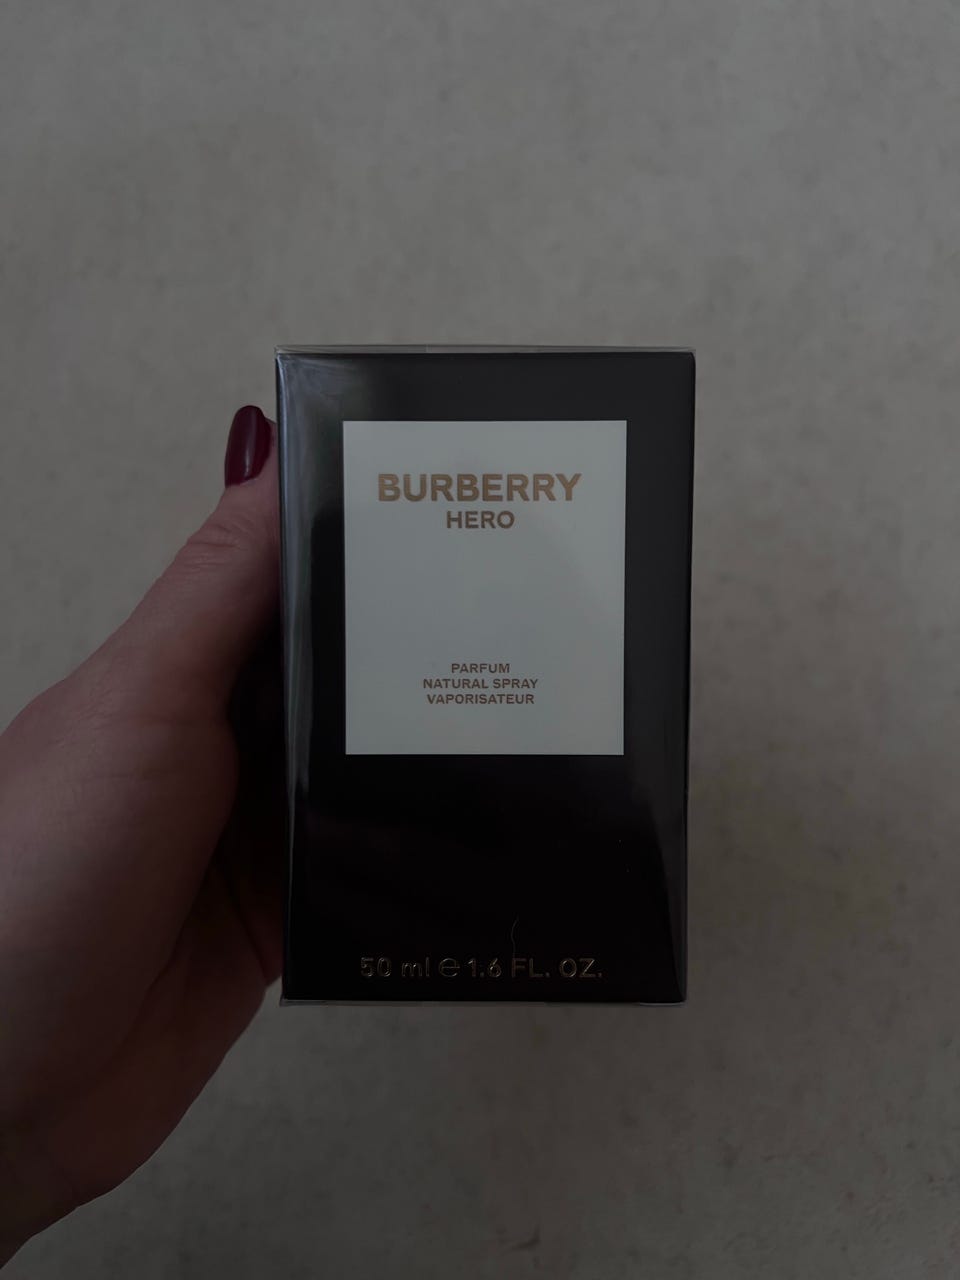 BURBERRY
HERO
PARFUM
NATURAL SPRAY
VAPORISATEUR
50 ml ℮ 1.6 FL. OZ.